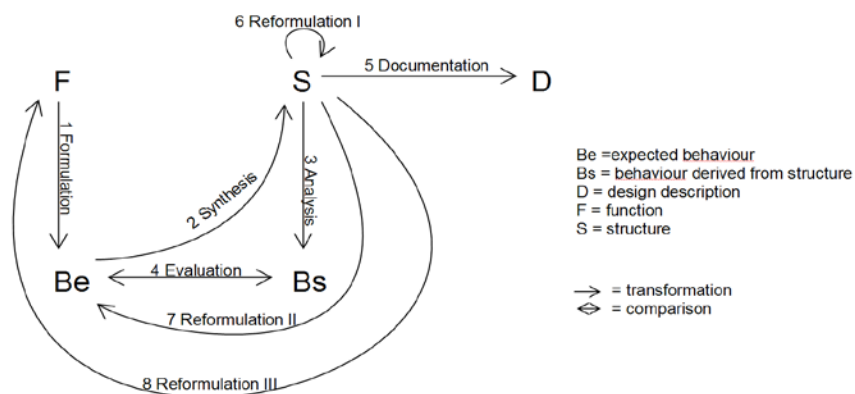 6 Reformulation I
F
S
5 Documentation
D
1 Formulation
2 Synthesis
3 Analysis
Be
4 Evaluation
Bs
7 Reformulation II
8 Reformulation III
Be =expected behaviour
Bs = behaviour derived from structure
D = design description
F = function
S = structure
= transformation
= comparison